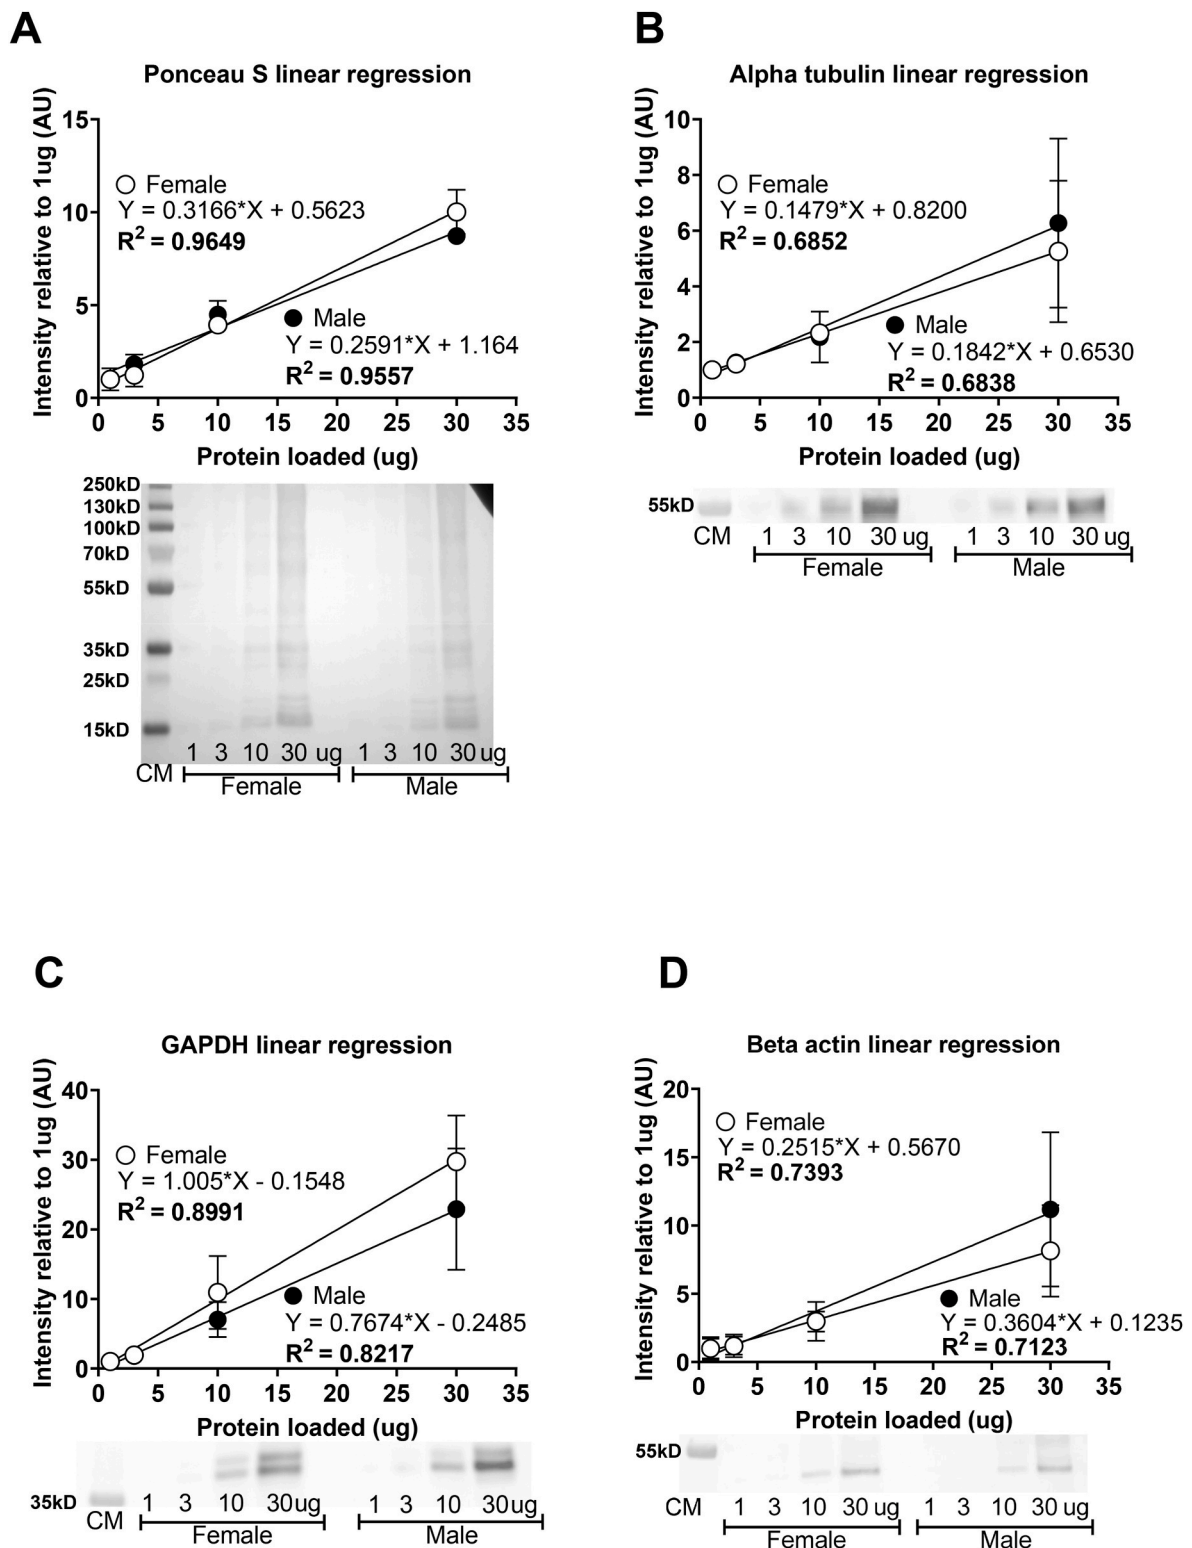 A
Ponceau S linear regression
Intensity relative to 1ug (AU)
15
10
5
0
Female
Y = 0.3166*X + 0.5623
R² = 0.9649
Male
Y = 0.2591*X + 1.164
R² = 0.9557
0 5 10 15 20 25 30 35
Protein loaded (ug)
250kD
130kD
100kD
70kD
55kD
35kD
25kD
15kD
1 3 10 30 ug 1 3 10 30 ug
CM
Female Male
B
Alpha tubulin linear regression
Intensity relative to 1ug (AU)
10
8
6
4
2
0
Female
Y = 0.1479*X + 0.8200
R² = 0.6852
Male
Y = 0.1842*X + 0.6530
R² = 0.6838
0 5 10 15 20 25 30 35
Protein loaded (ug)
55kD
CM 1 3 10 30 ug 1 3 10 30 ug
Female Male
C
GAPDH linear regression
Intensity relative to 1ug (AU)
40
30
20
10
0
Female
Y = 1.005*X - 0.1548
R² = 0.8991
Male
Y = 0.7674*X - 0.2485
R² = 0.8217
0 5 10 15 20 25 30 35
Protein loaded (ug)
35kD
CM 1 3 10 30ug 1 3 10 30ug
Female Male
D
Beta actin linear regression
Intensity relative to 1ug (AU)
20
15
10
5
0
Female
Y = 0.2515*X + 0.5670
R² = 0.7393
Male
Y = 0.3604*X + 0.1235
R² = 0.7123
0 5 10 15 20 25 30 35
Protein loaded (ug)
55kD
CM 1 3 10 30 ug 1 3 10 30 ug
Female Male